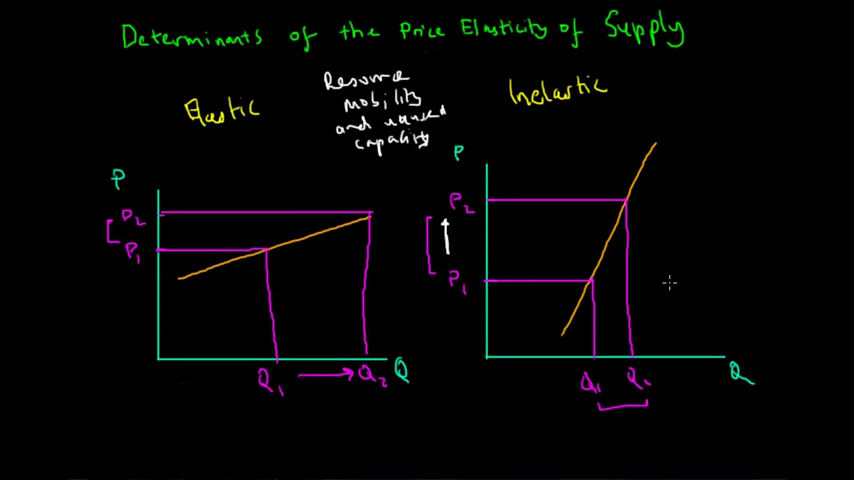 Determinants of the Price Elasticity of Supply
Elastic
Resource
mobility
and unused
capacity
Inelastic
P
P2
P1
Q1
Q2
Q
P
P2
P1
Q1
Q2
Q